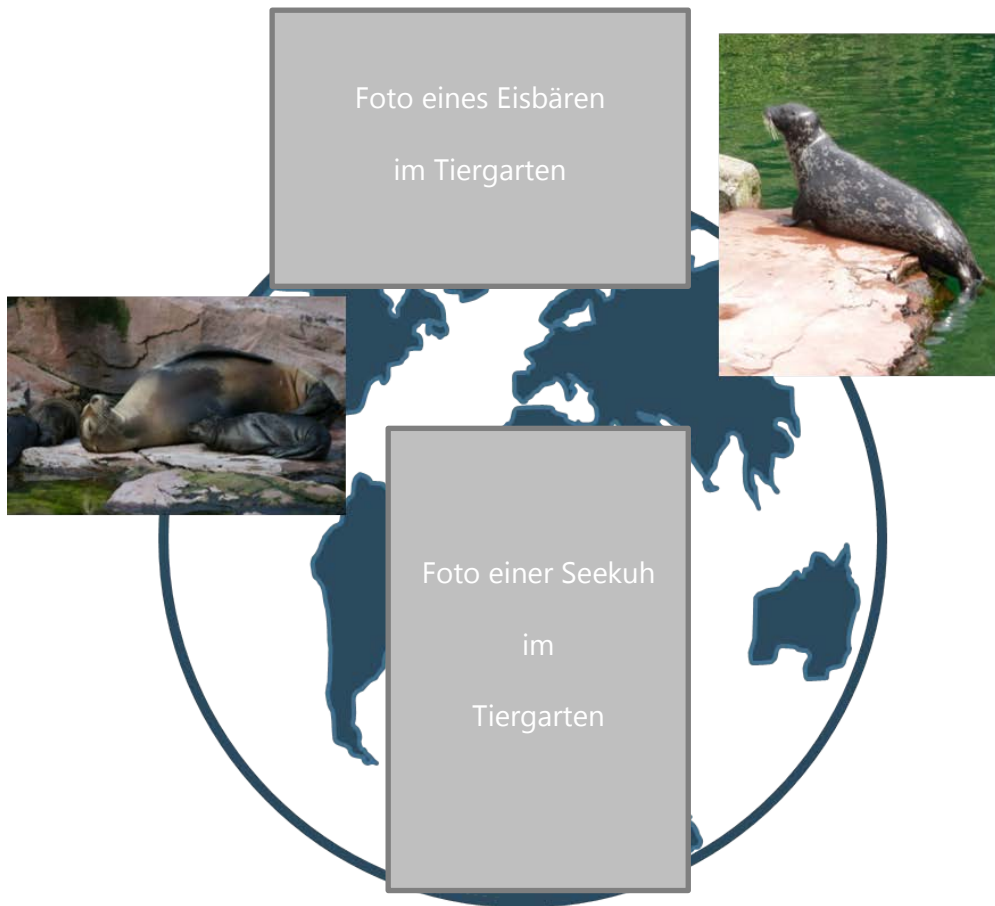 Foto eines Eisbären
im Tiergarten
Foto einer Seekuh
im
Tiergarten